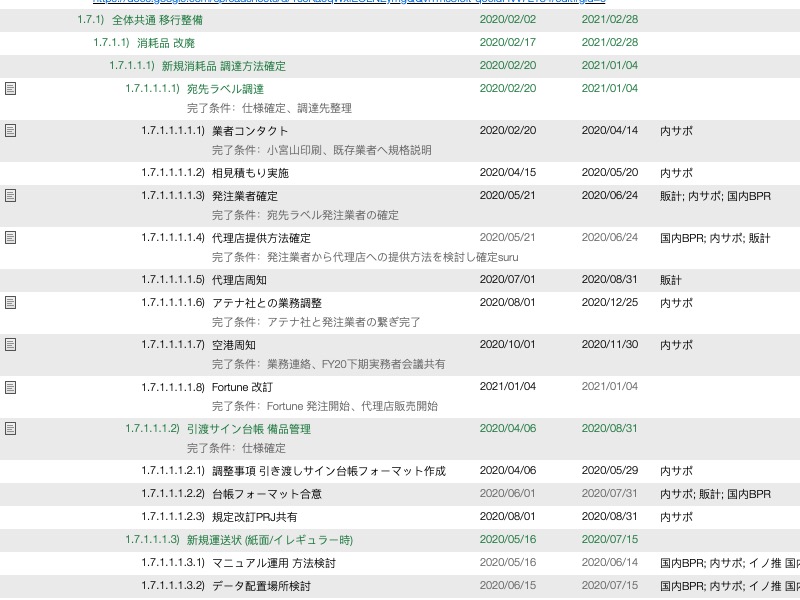 1.7.1) 全体共通 移行整備 2020/02/02 2021/02/28
1.7.1.1) 消耗品 改廃 2020/02/17 2021/02/28
1.7.1.1.1) 新規消耗品 調達方法確定 2020/02/20 2021/01/04
1.7.1.1.1.1) 宛先ラベル調達 2020/02/20 2021/01/04
完了条件: 仕様確定、調達先整理
1.7.1.1.1.1.1) 業者コンタクト 2020/02/20 2020/04/14 内サポ
完了条件: 小宮山印刷、既存業者へ規格説明
1.7.1.1.1.1.2) 相見積もり実施 2020/04/15 2020/05/20 内サポ
1.7.1.1.1.1.3) 発注業者確定 2020/05/21 2020/06/24 販計; 内サポ; 国内BPR
完了条件: 宛先ラベル発注業者の確定
1.7.1.1.1.1.4) 代理店提供方法確定 2020/05/21 2020/06/24 国内BPR; 内サポ; 販計
完了条件: 発注業者から代理店への提供方法を検討し確定suru
1.7.1.1.1.1.5) 代理店周知 2020/07/01 2020/08/31 販計
1.7.1.1.1.1.6) アテナ社との業務調整 2020/08/01 2020/12/25 内サポ
完了条件: アテナ社と発注業者の繋ぎ完了
1.7.1.1.1.1.7) 空港周知 2020/10/01 2020/11/30 内サポ
完了条件: 業務連絡、FY20下期実務者会議共有
1.7.1.1.1.1.8) Fortune 改訂 2021/01/04 2021/01/04
完了条件: Fortune 発注開始、代理店販売開始
1.7.1.1.1.2) 引渡サイン台帳 備品管理 2020/04/06 2020/08/31
完了条件: 仕様確定
1.7.1.1.1.2.1) 調整事項 引き渡しサイン台帳フォーマット作成 2020/04/06 2020/05/29 内サポ
1.7.1.1.1.2.2) 台帳フォーマット合意 2020/06/01 2020/07/31 内サポ; 販計; 国内BPR
1.7.1.1.1.2.3) 規定改訂PRJ共有 2020/08/01 2020/08/31 内サポ
1.7.1.1.1.3) 新規運送状 (紙面/イレギュラー時) 2020/05/16 2020/07/15
1.7.1.1.1.3.1) マニュアル運用 方法検討 2020/05/16 2020/06/14 国内BPR; 内サポ; イノ推 国
1.7.1.1.1.3.2) データ配置場所検討 2020/06/15 2020/07/15 国内BPR; 内サポ; イノ推 国